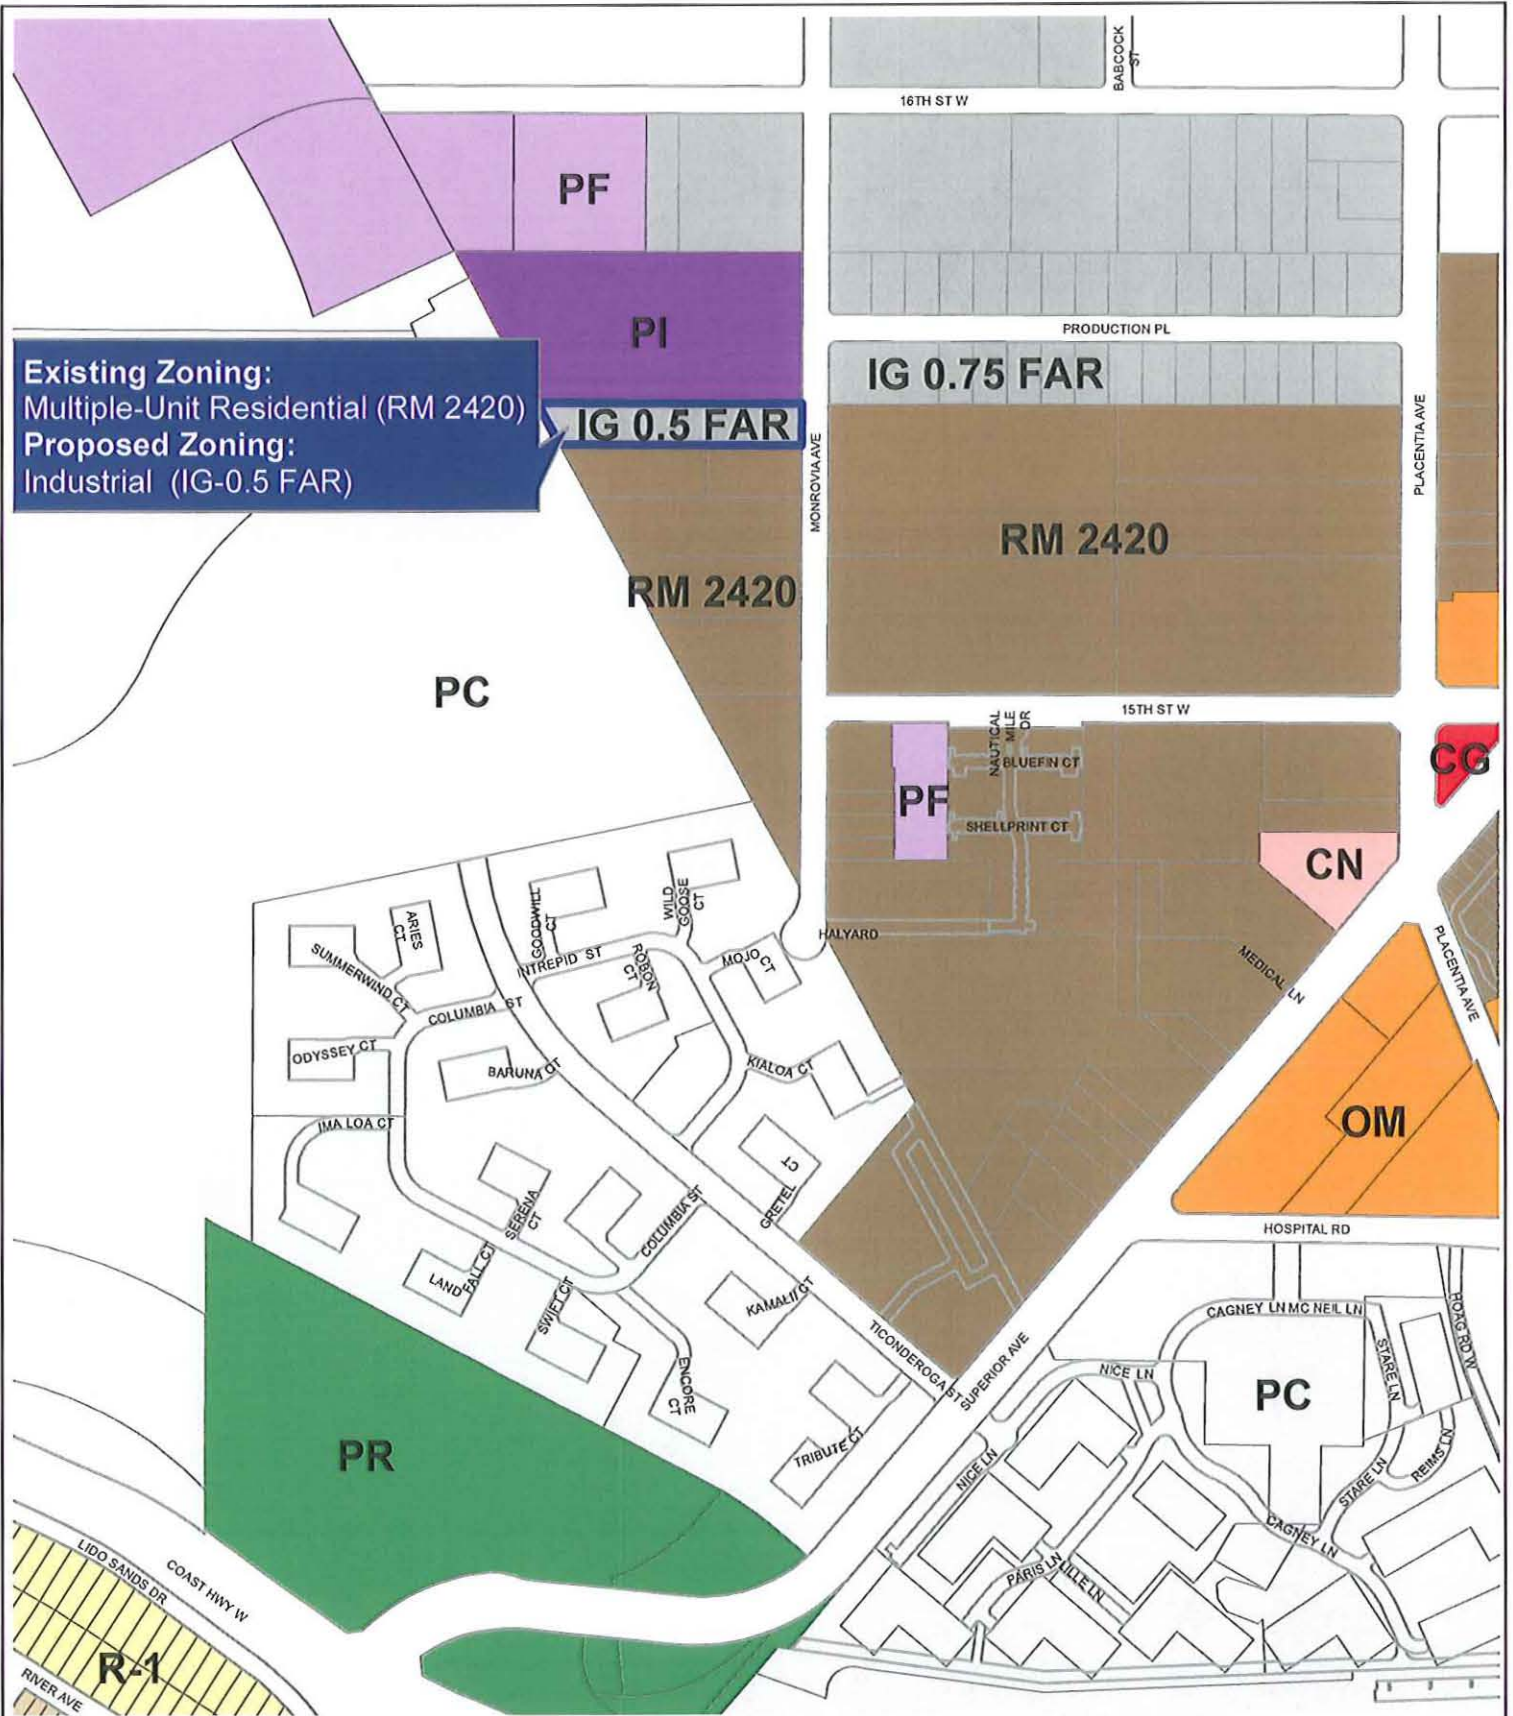 BABCOCK
ST
16TH ST W
PF
PI
PRODUCTION PL
Existing Zoning:
Multiple-Unit Residential (RM 2420)
Proposed Zoning:
Industrial (IG-0.5 FAR)
IG 0.5 FAR
IG 0.75 FAR
MONROVIA AVE
PLACENTIA AVE
RM 2420
RM 2420
PC
15TH ST W
NAUTICAL
MILE
DR
BLUEFIN CT
PF
SHELLPRINT CT
CG
CN
HALYARD
MEDICAL LN
PLACENTIA AVE
ARIES
CT
SUMMERWIND CT
GOODWILL
CT
WILD
GOOSE
CT
INTREPID ST
ROBON
CT
MOJO CT
COLUMBIA ST
ODYSSEY CT
BARUNA CT
KIALOA CT
IMA LOA CT
OM
GRETEL
CT
SERENA
CT
COLUMBIA ST
HOSPITAL RD
LAND
FALL CT
SWIFT CT
KAMALII CT
ENCORE
CT
TICONDEROGA ST
SUPERIOR AVE
TRIBUTE CT
CAGNEY LN
MC NEIL LN
STARE LN
HOAG RD W
NICE LN
PC
NICE LN
STARE LN
REIMS LN
CAGNEY LN
PARIS LN
LILLE LN
PR
LIDO SANDS DR
COAST HWY W
R-1
RIVER AVE